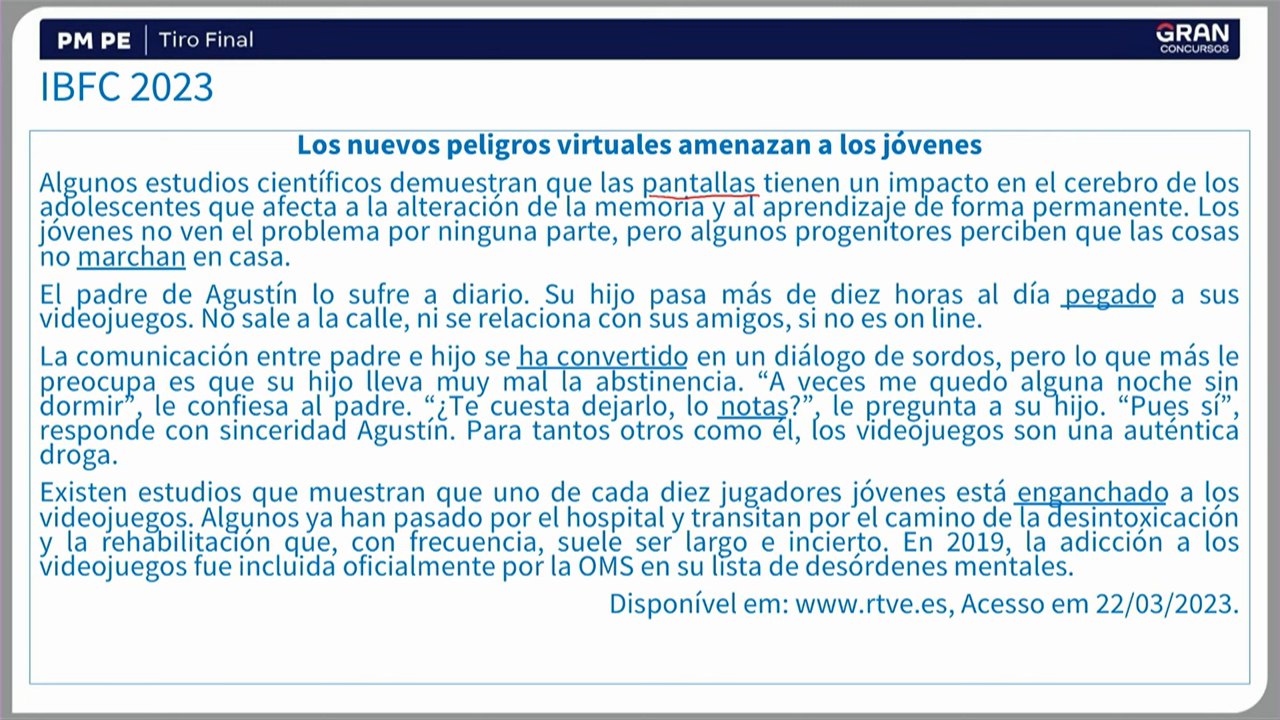 PM PE | Tiro Final
GRAN
CONCURSOS
IBFC 2023
Los nuevos peligros virtuales amenazan a los jóvenes
Algunos estudios científicos demuestran que las pantallas tienen un impacto en el cerebro de los
adolescentes que afecta a la alteración de la memoria y al aprendizaje de forma permanente. Los
jóvenes no ven el problema por ninguna parte, pero algunos progenitores perciben que las cosas
no marchan en casa.
El padre de Agustín lo sufre a diario. Su hijo pasa más de diez horas al día pegado a sus
videojuegos. No sale a la calle, ni se relaciona con sus amigos, si no es on line.
La comunicación entre padre e hijo se ha convertido en un diálogo de sordos, pero lo que más le
preocupa es que su hijo lleva muy mal la abstinencia. “A veces me quedo alguna noche sin
dormir”, le confiesa al padre. “¿Te cuesta dejarlo, lo notas?”, le pregunta a su hijo. “Pues sí”,
responde con sinceridad Agustín. Para tantos otros como él, los videojuegos son una auténtica
droga.
Existen estudios que muestran que uno de cada diez jugadores jóvenes está enganchado a los
videojuegos. Algunos ya han pasado por el hospital y transitan por el camino de la desintoxicación
y la rehabilitación que, con frecuencia, suele ser largo e incierto. En 2019, la adicción a los
videojuegos fue incluida oficialmente por la OMS en su lista de desórdenes mentales.
Disponível em: www.rtve.es, Acesso em 22/03/2023.